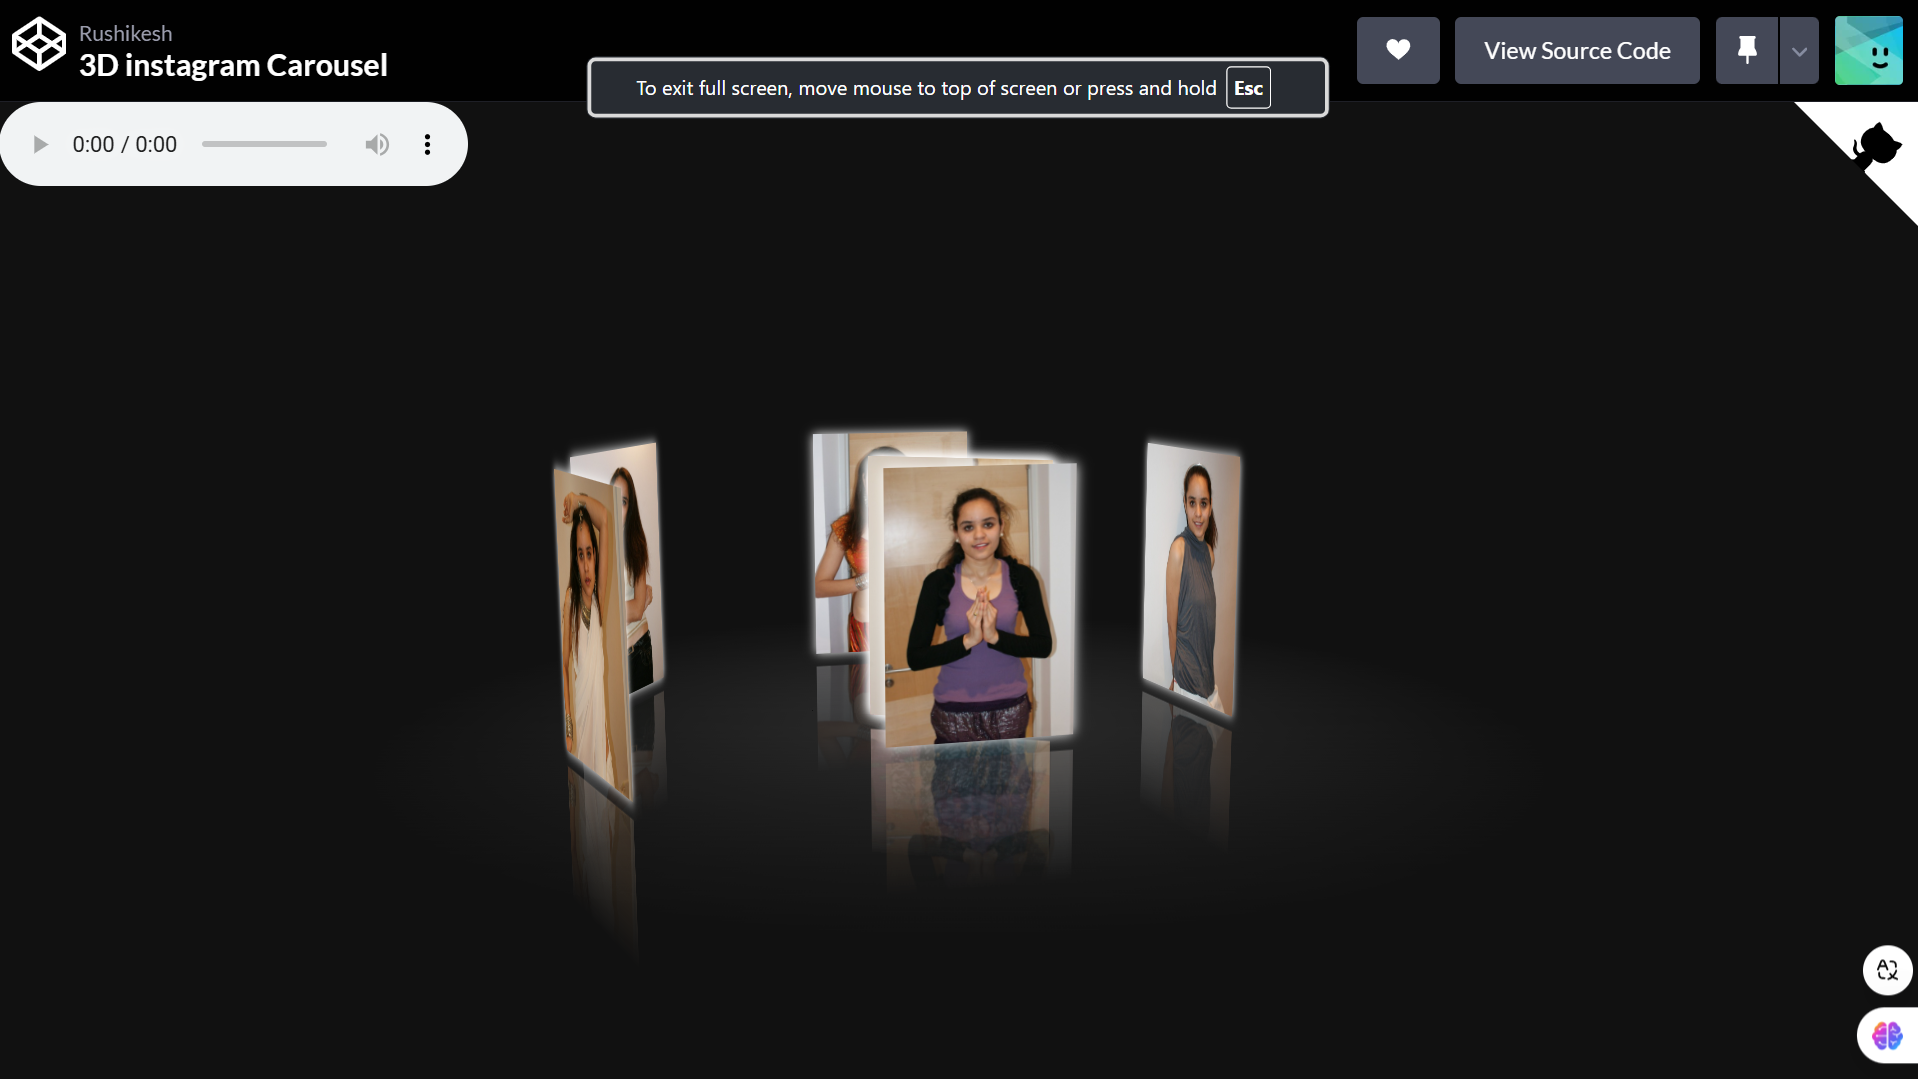 Rushikesh
3D instagram Carousel
To exit full screen, move mouse to top of screen or press and hold Esc
View Source Code
0:00 / 0:00